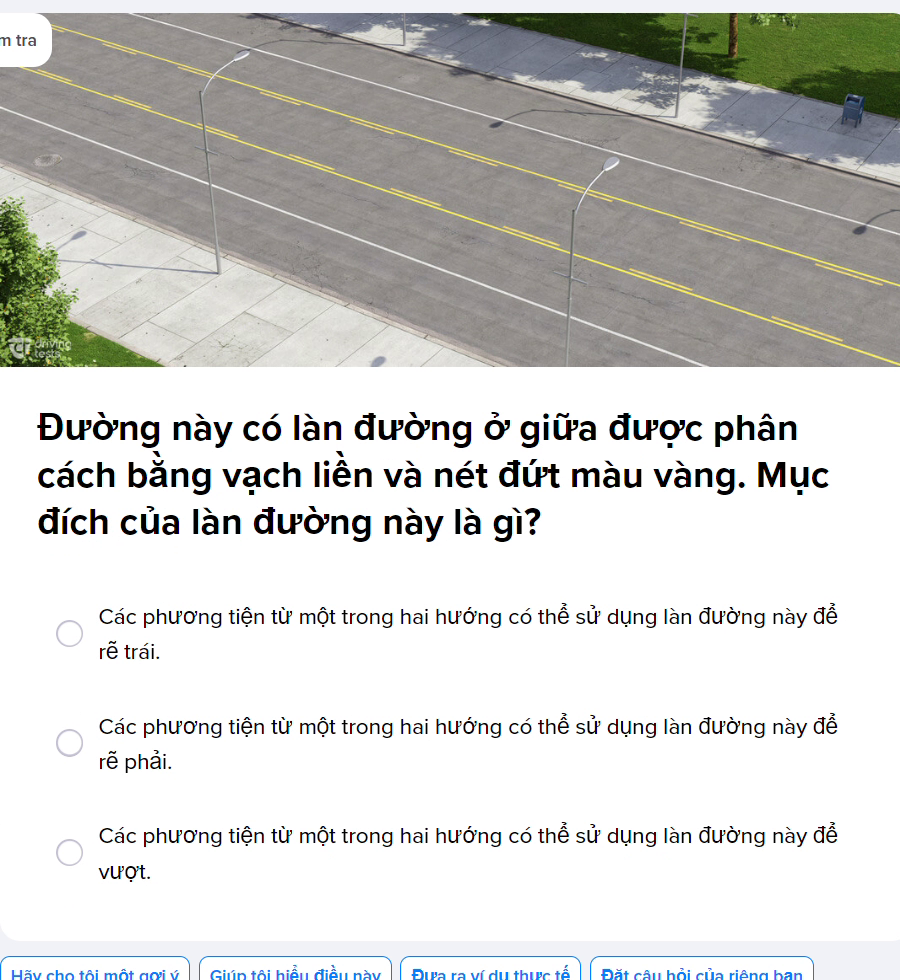 m tra
driving
tests
Đường này có làn đường ở giữa được phân
cách bằng vạch liền và nét đứt màu vàng. Mục
đích của làn đường này là gì?
Các phương tiện từ một trong hai hướng có thể sử dụng làn đường này để
rẽ trái.
Các phương tiện từ một trong hai hướng có thể sử dụng làn đường này để
rẽ phải.
Các phương tiện từ một trong hai hướng có thể sử dụng làn đường này để
vượt.
Hãy cho tôi một gợi ý
Giúp tôi hiểu điều này
Đưa ra ví dụ thực tế
Đặt câu hỏi của riêng bạn